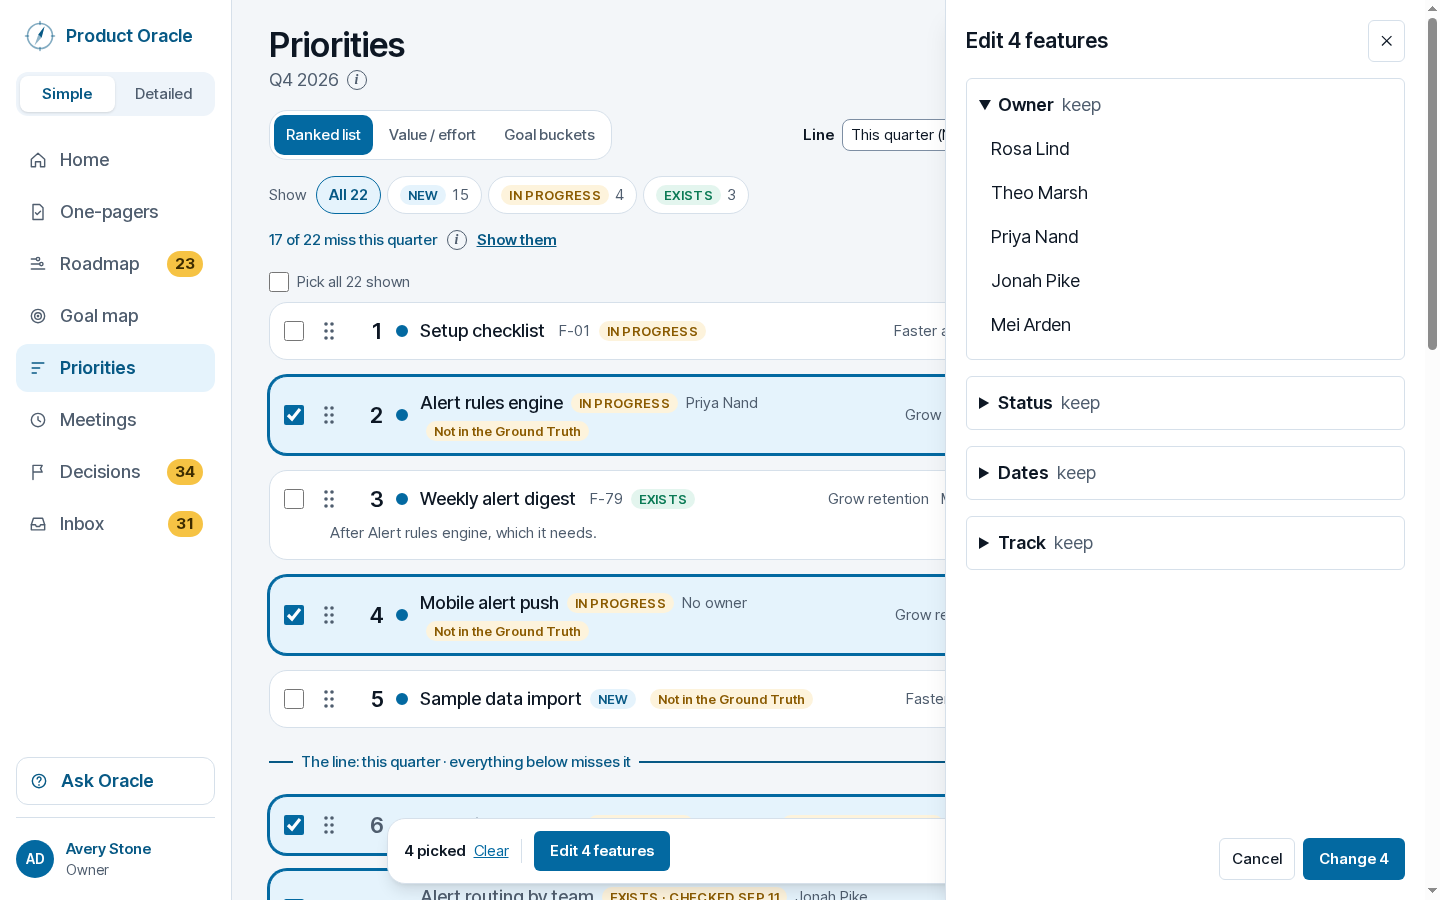 Product Oracle
Simple
Detailed
Home
One-pagers
Roadmap 23
Goal map
Priorities
Meetings
Decisions 34
Inbox 31
Ask Oracle
AD
Avery Stone
Owner
Priorities
Q4 2026 i
Ranked list
Value / effort
Goal buckets
Line This quarter
Show All 22 NEW 15 IN PROGRESS 4 EXISTS 3
17 of 22 miss this quarter i Show them
Pick all 22 shown
1 Setup checklist F-01 IN PROGRESS Faster
2 Alert rules engine IN PROGRESS Priya Nand Grow
Not in the Ground Truth
3 Weekly alert digest F-79 EXISTS Grow retention
After Alert rules engine, which it needs.
4 Mobile alert push IN PROGRESS No owner Grow re
Not in the Ground Truth
5 Sample data import NEW Not in the Ground Truth Faster
The line: this quarter · everything below misses it
6
4 picked Clear Edit 4 features
Alert routing by team EXISTS · CHECKED SEP 11 Jonah Pike
Edit 4 features
Owner keep
Rosa Lind
Theo Marsh
Priya Nand
Jonah Pike
Mei Arden
Status keep
Dates keep
Track keep
Cancel
Change 4